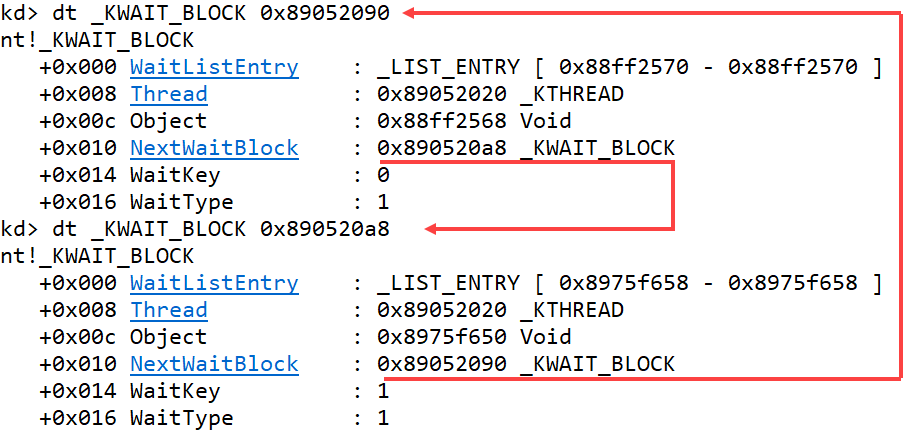 kd> dt _KWAIT_BLOCK 0x89052090
nt!_KWAIT_BLOCK
   +0x000 WaitListEntry    : _LIST_ENTRY [ 0x88ff2570 - 0x88ff2570 ]
   +0x008 Thread           : 0x89052020 _KTHREAD
   +0x00c Object           : 0x88ff2568 Void
   +0x010 NextWaitBlock    : 0x890520a8 _KWAIT_BLOCK
   +0x014 WaitKey          : 0
   +0x016 WaitType         : 1
kd> dt _KWAIT_BLOCK 0x890520a8
nt!_KWAIT_BLOCK
   +0x000 WaitListEntry    : _LIST_ENTRY [ 0x8975f658 - 0x8975f658 ]
   +0x008 Thread           : 0x89052020 _KTHREAD
   +0x00c Object           : 0x8975f650 Void
   +0x010 NextWaitBlock    : 0x89052090 _KWAIT_BLOCK
   +0x014 WaitKey          : 1
   +0x016 WaitType         : 1